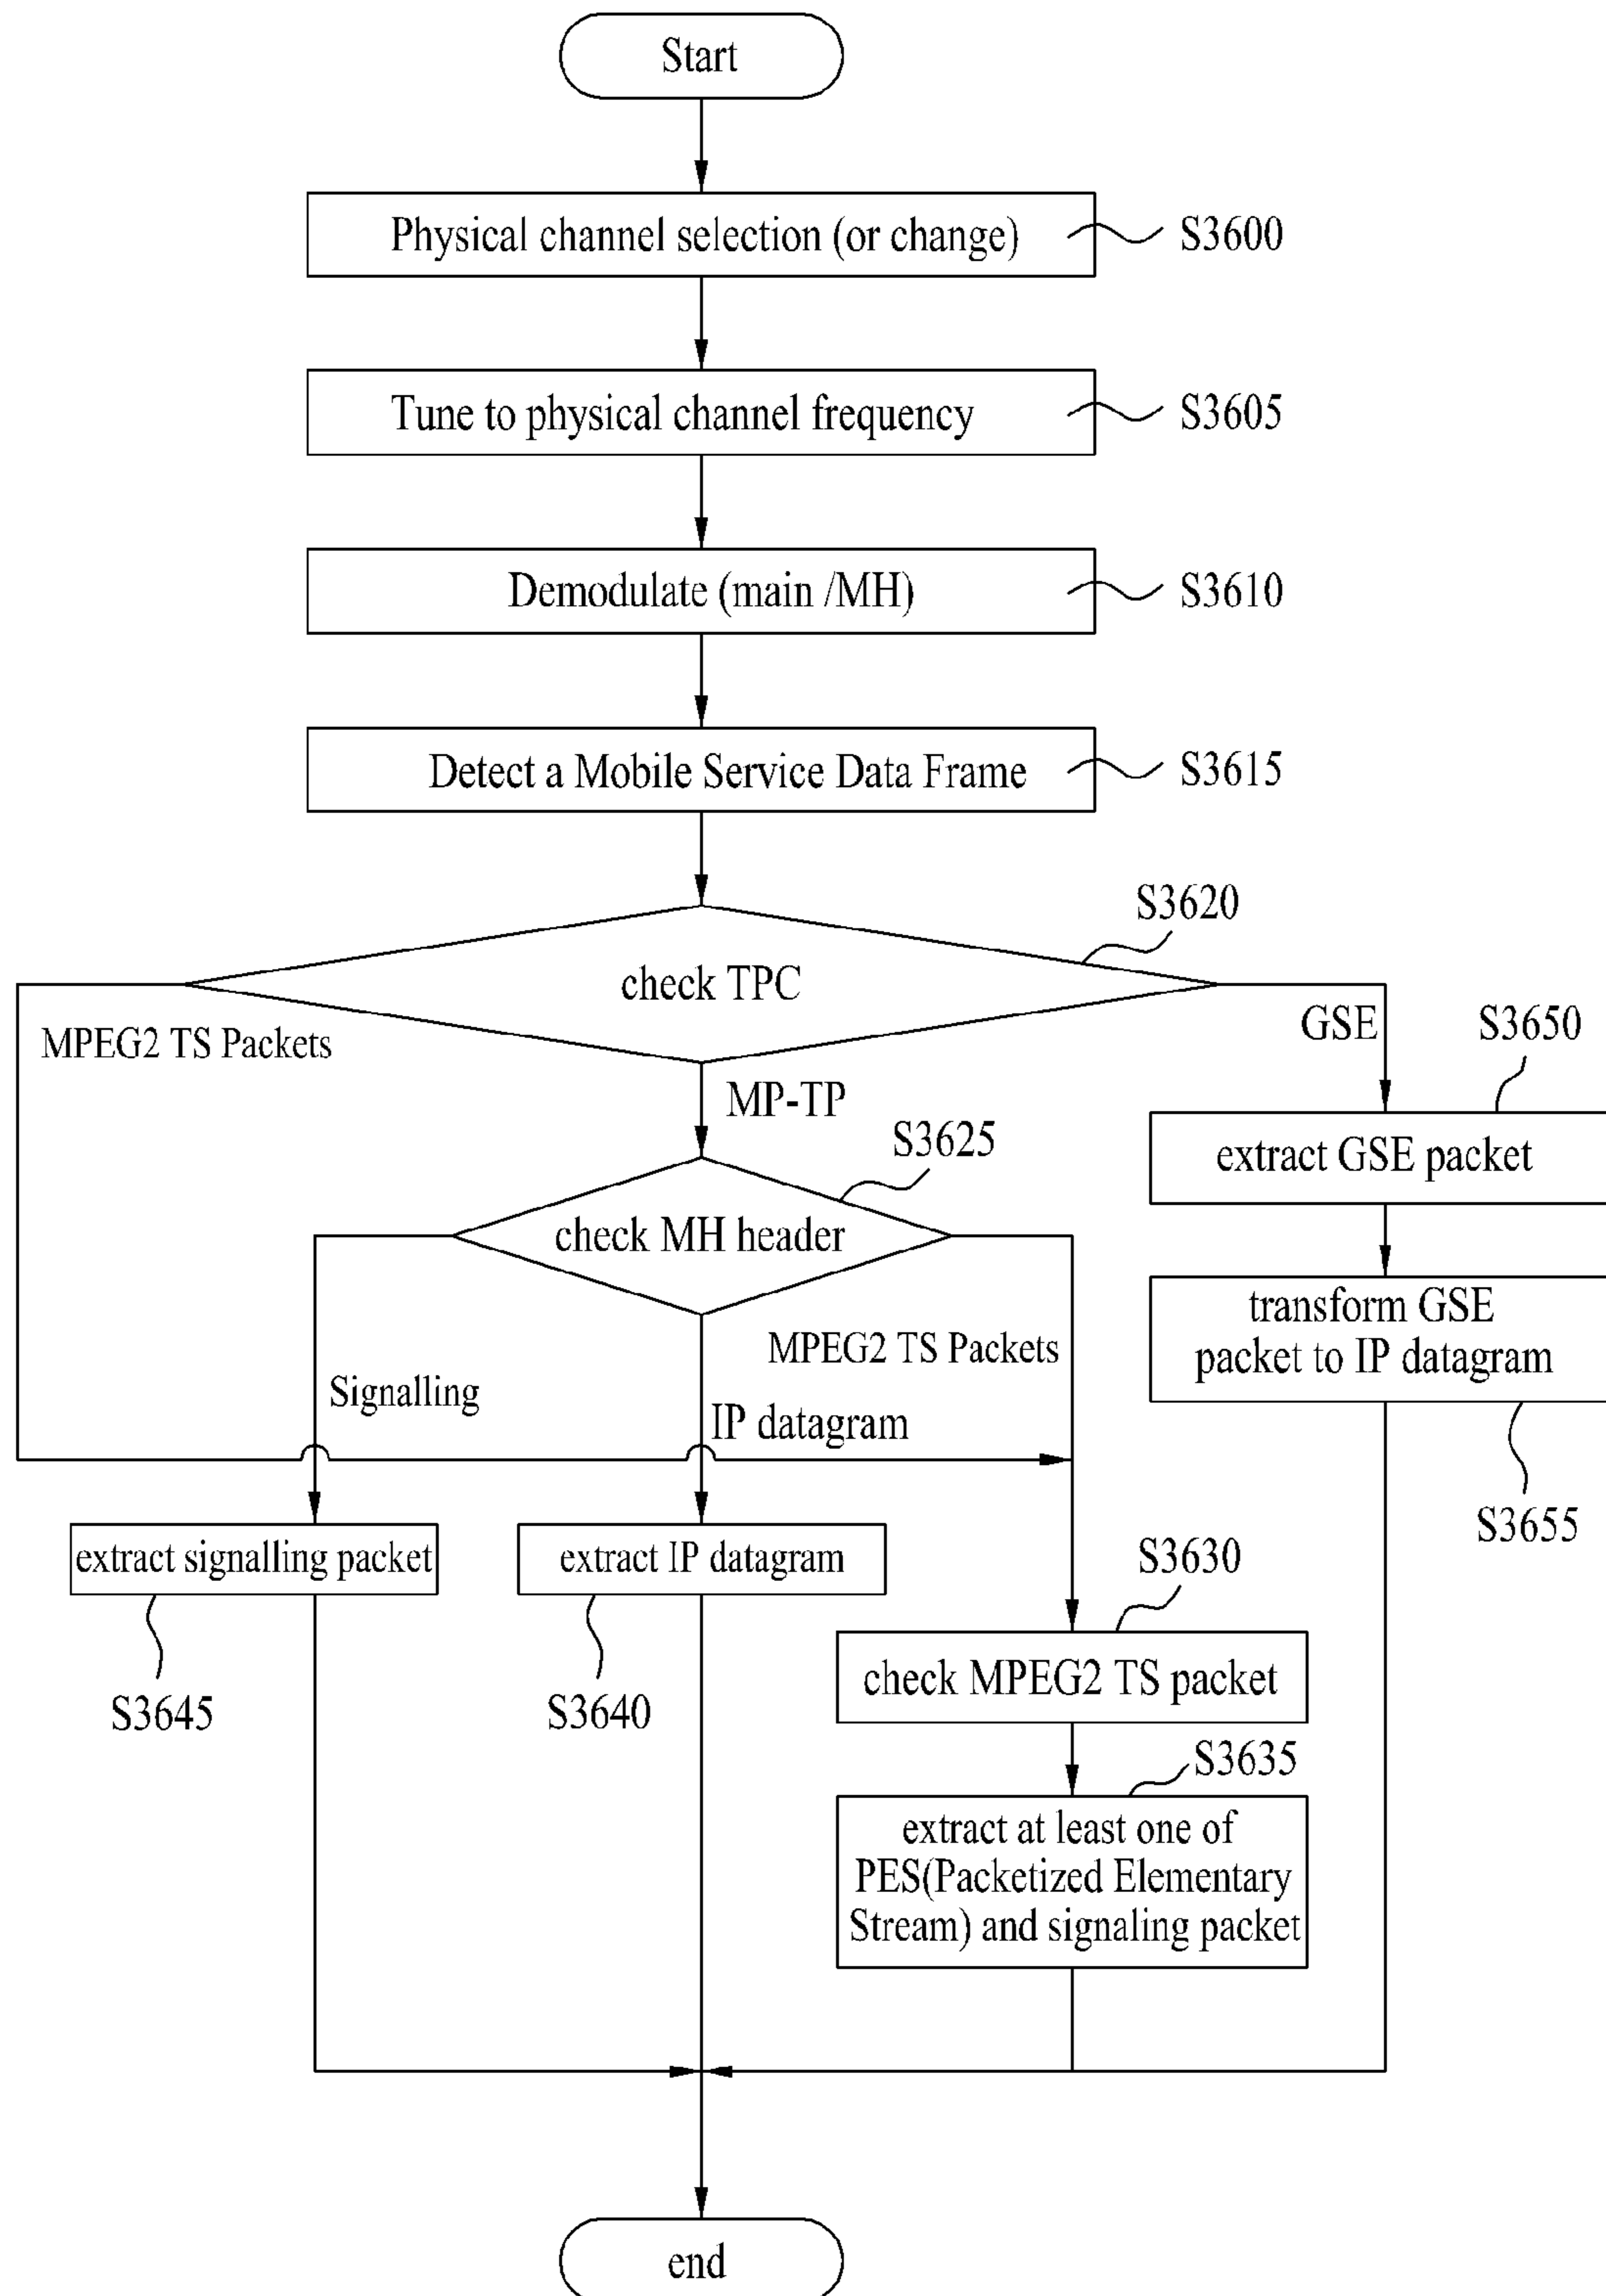 Start
Physical channel selection (or change)
S3600
Tune to physical channel frequency
S3605
Demodulate (main /MH)
S3610
Detect a Mobile Service Data Frame
S3615
S3620
check TPC
MPEG2 TS Packets
GSE
S3650
MP-TP
S3625
extract GSE packet
check MH header
transform GSE
packet to IP datagram
MPEG2 TS Packets
Signalling
IP datagram
S3655
extract signalling packet
extract IP datagram
S3630
check MPEG2 TS packet
S3645
S3640
S3635
extract at least one of
PES(Packetized Elementary
Stream) and signaling packet
end